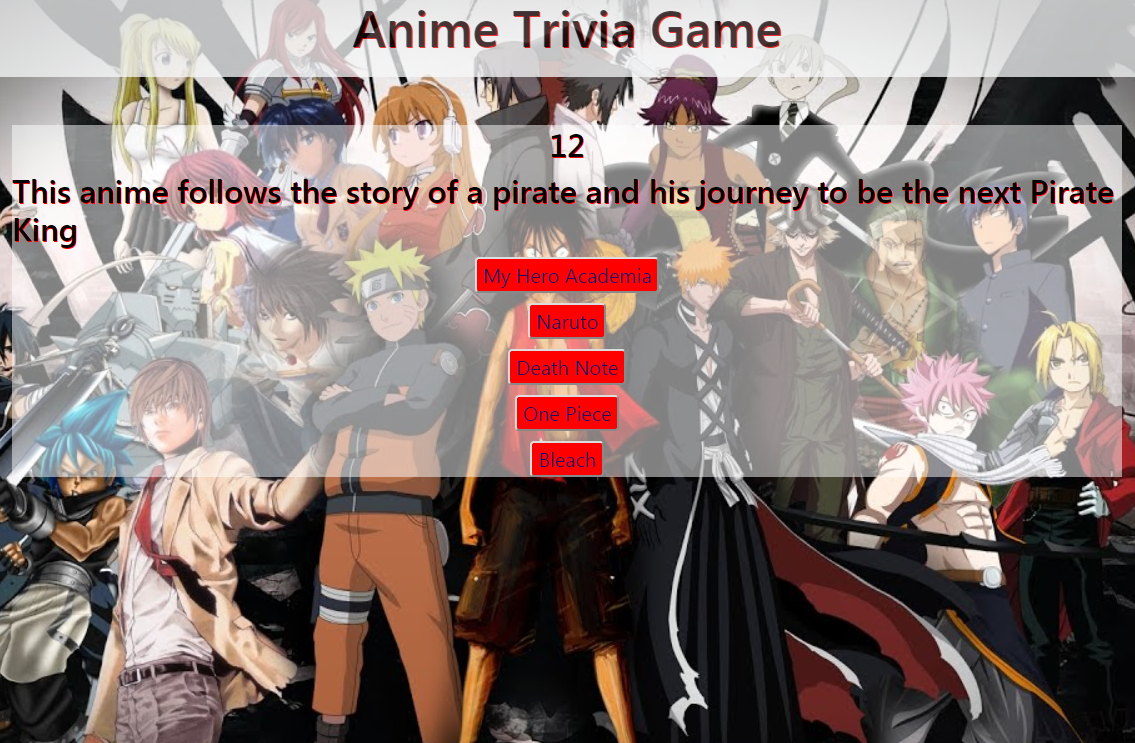 Anime Trivia Game
12
This anime follows the story of a pirate and his journey to be the next Pirate
King
My Hero Academia
Naruto
Death Note
One Piece
Bleach